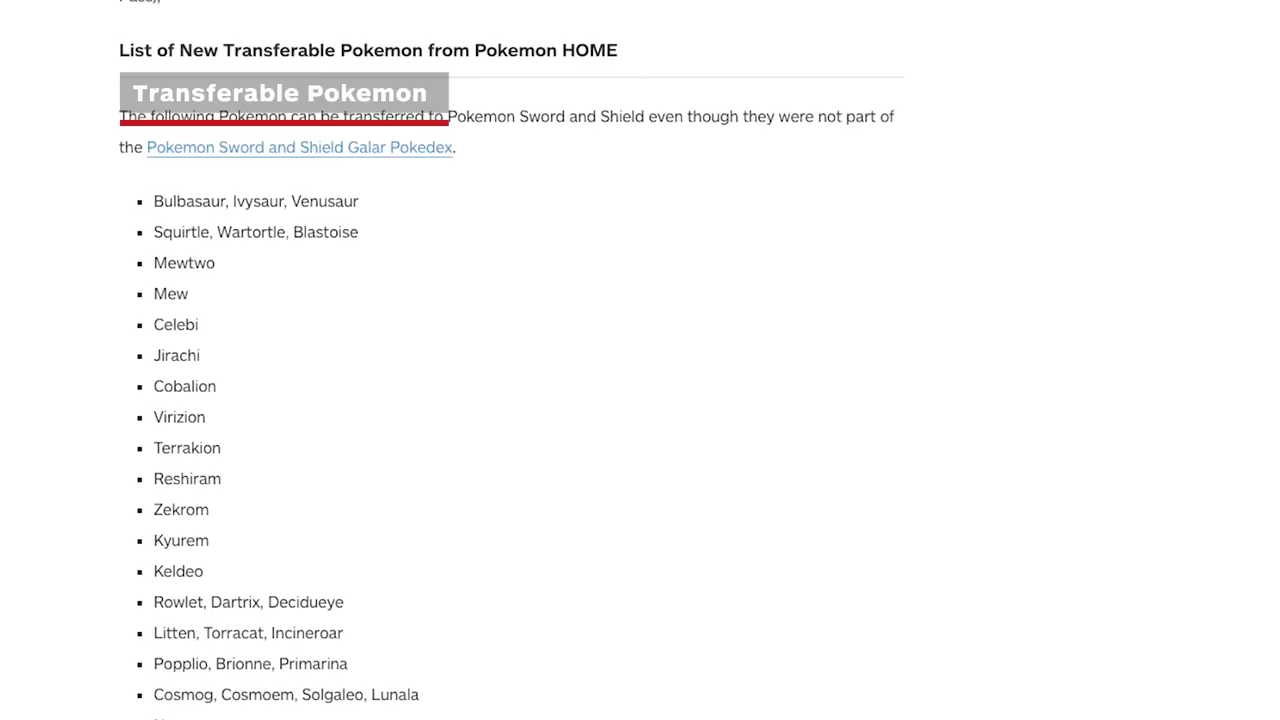 List of New Transferable Pokemon from Pokemon HOME
Transferable Pokemon
The following Pokemon can be transferred to Pokemon Sword and Shield even though they were not part of
the Pokemon Sword and Shield Galar Pokedex.
▪ Bulbasaur, Ivysaur, Venusaur
▪ Squirtle, Wartortle, Blastoise
▪ Mewtwo
▪ Mew
▪ Celebi
▪ Jirachi
▪ Cobalion
▪ Virizion
▪ Terrakion
▪ Reshiram
▪ Zekrom
▪ Kyurem
▪ Keldeo
▪ Rowlet, Dartrix, Decidueye
▪ Litten, Torracat, Incineroar
▪ Popplio, Brionne, Primarina
▪ Cosmog, Cosmoem, Solgaleo, Lunala